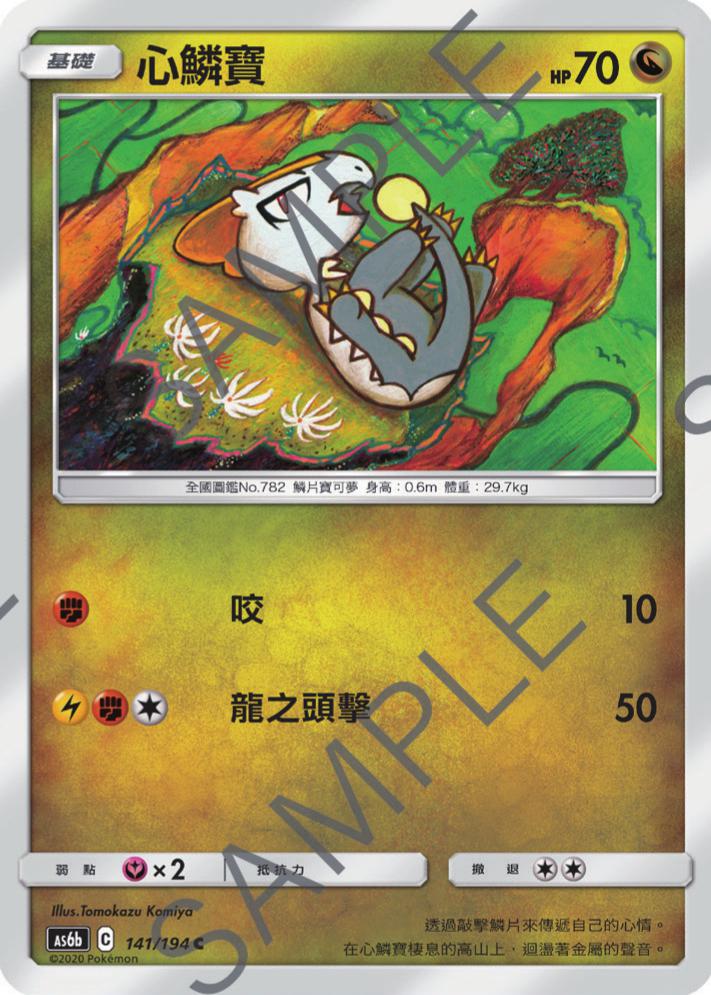 基礎 心鱗寶 HP70
全國圖鑑No.782 鱗片寶可夢 身高：0.6m 體重：29.7kg
咬 10
龍之頭擊 50
弱點 ×2 抵抗力 撤退
Illus.Tomokazu Komiya
透過敲擊鱗片來傳遞自己的心情。
AS6b C 141/194 C
在心鱗寶棲息的高山上，迴盪著金屬的聲音。
©2020 Pokémon
SAMPLE
SAMPLE